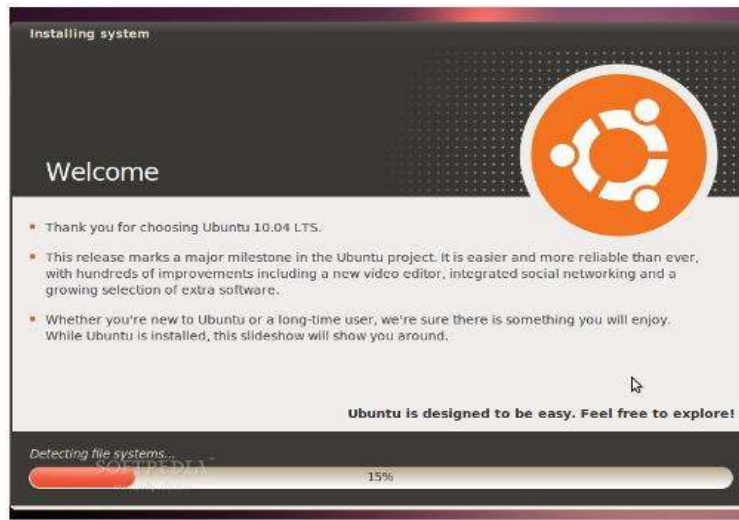 Installing system
Welcome
Thank you for choosing Ubuntu 10.04 LTS.
This release marks a major milestone in the Ubuntu project. It is easier and more reliable than ever,
with hundreds of improvements including a new video editor, integrated social networking and a
growing selection of extra software.
Whether you're new to Ubuntu or a long-time user, we're sure there is something you will enjoy.
While Ubuntu is installed, this slideshow will show you around.
Ubuntu is designed to be easy. Feel free to explore!
Detecting file systems...
SOFTPEDIA
15%